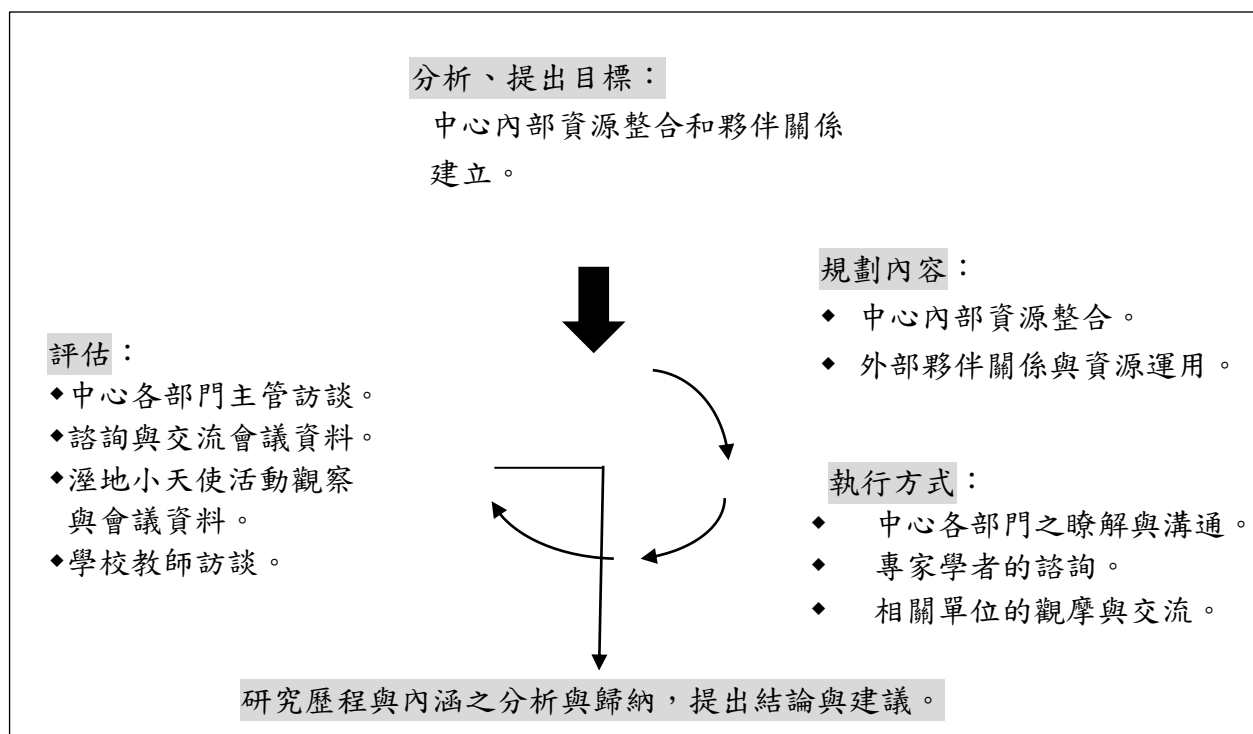 分析、提出目標：
中心內部資源整合和夥伴關係
建立。
規劃內容：
◆ 中心內部資源整合。
◆ 外部夥伴關係與資源運用。
評估：
◆中心各部門主管訪談。
◆諮詢與交流會議資料。
◆溼地小天使活動觀察
與會議資料。
◆學校教師訪談。
執行方式：
◆ 中心各部門之瞭解與溝通。
◆ 專家學者的諮詢。
◆ 相關單位的觀摩與交流。
研究歷程與內涵之分析與歸納，提出結論與建議。